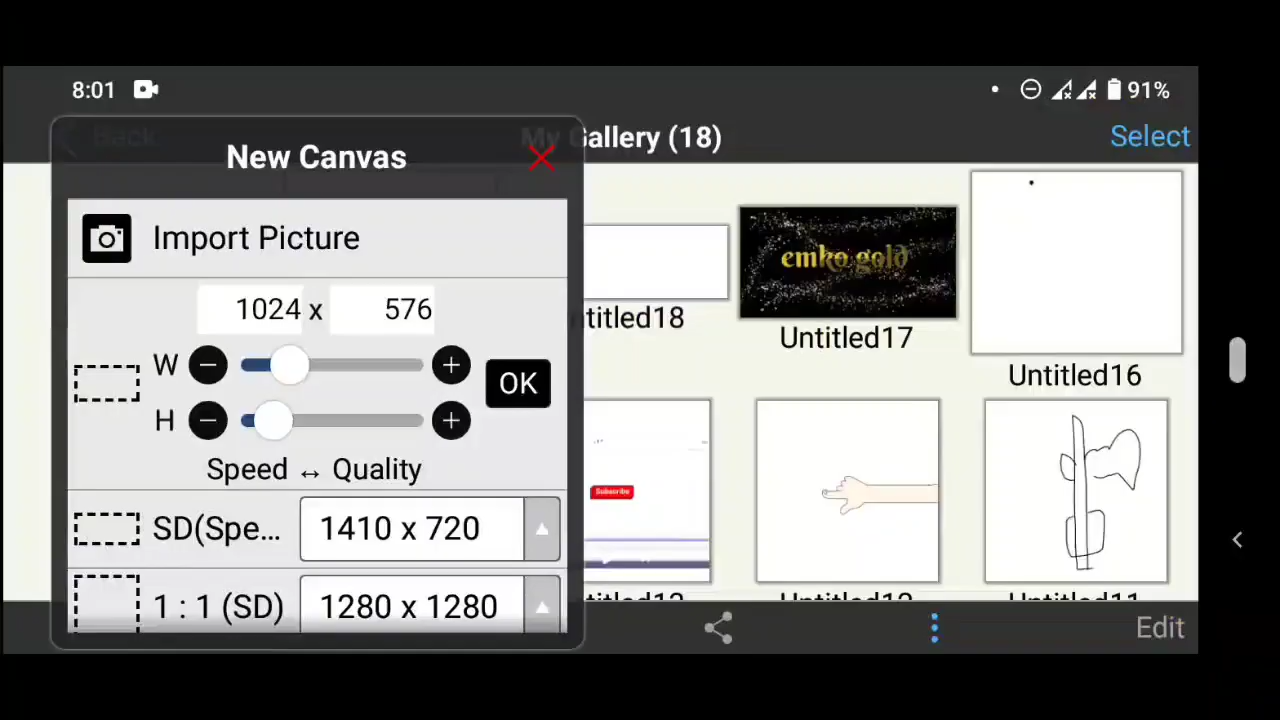 8:01
91%
Back
My Gallery (18)
Select
New Canvas
Import Picture
1024 x 576
W
OK
H
Speed ↔ Quality
SD(Spe... 1410 x 720
1 : 1 (SD) 1280 x 1280
ntitled18
emko gold
Untitled17
Untitled16
Subscribe
Edit